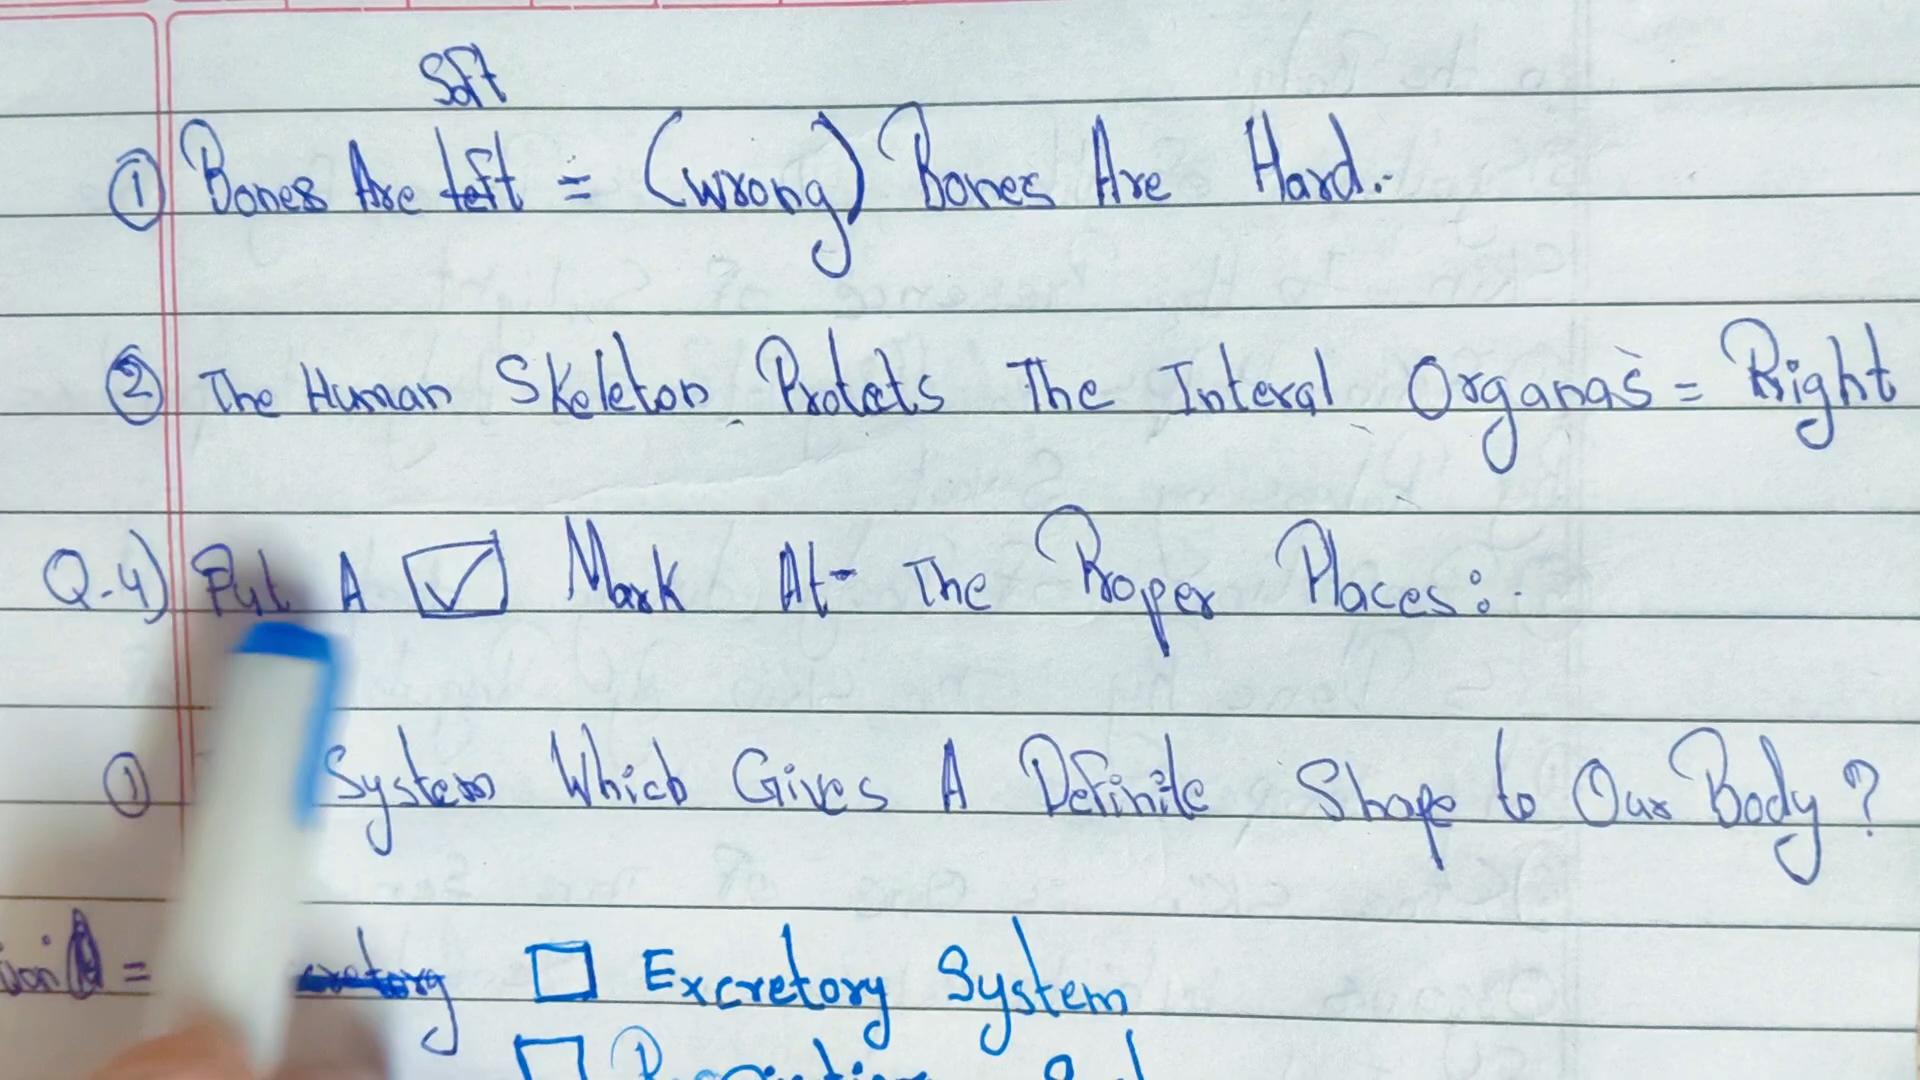 Soft
① Bones Are left = (wrong) Bones Are Hard.
② The Human Skeleton Protects The Interal Organas = Right
Q.4) Put A ☑ Mark At The Proper Places:
① System Which Gives A Definite Shape to Our Body?
☐ Excretory System
☐